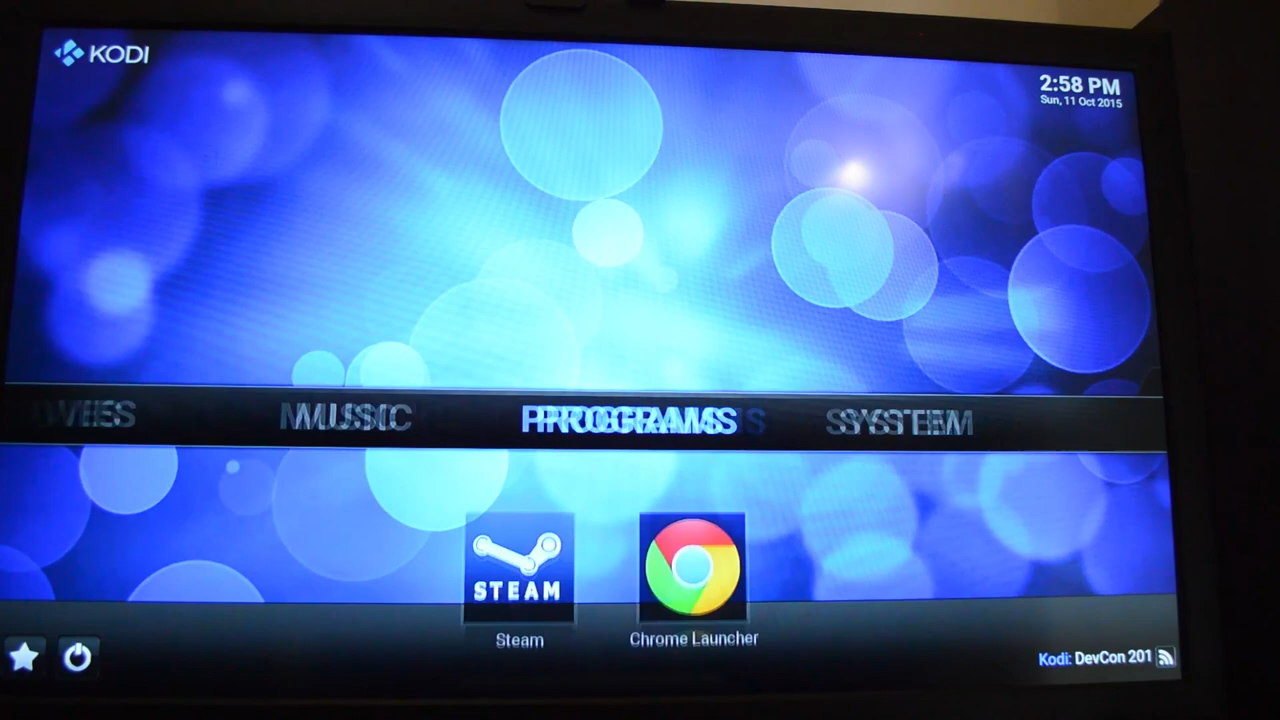 KODI
2:58 PM
Sun, 11 Oct 2015
MUSIC PROGRAMS SYSTEM
STEAM
Steam
Chrome Launcher
Kodi: DevCon 201